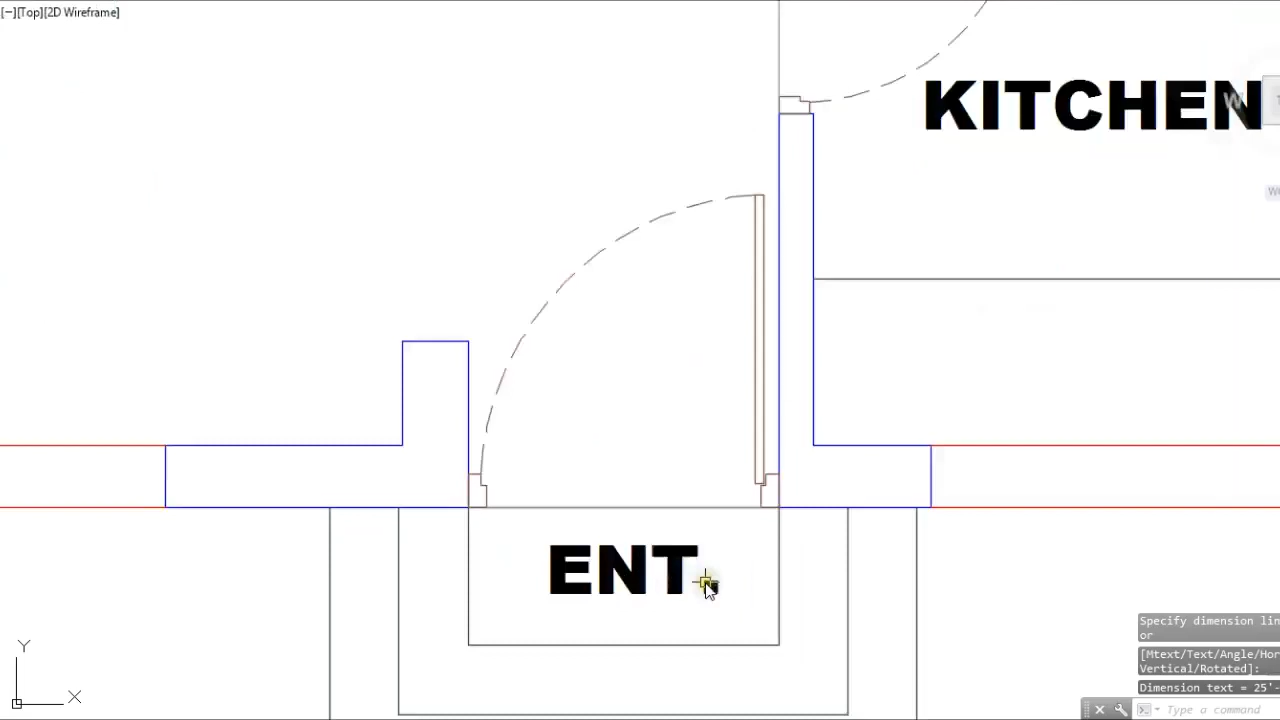 [−][Top][2D Wireframe]
KITCHEN
W
ENT.
Specify dimension lin
or
[Mtext/Text/Angle/Hor
Vertical/Rotated]:
Dimension text = 25'-
Y
X
Type a command